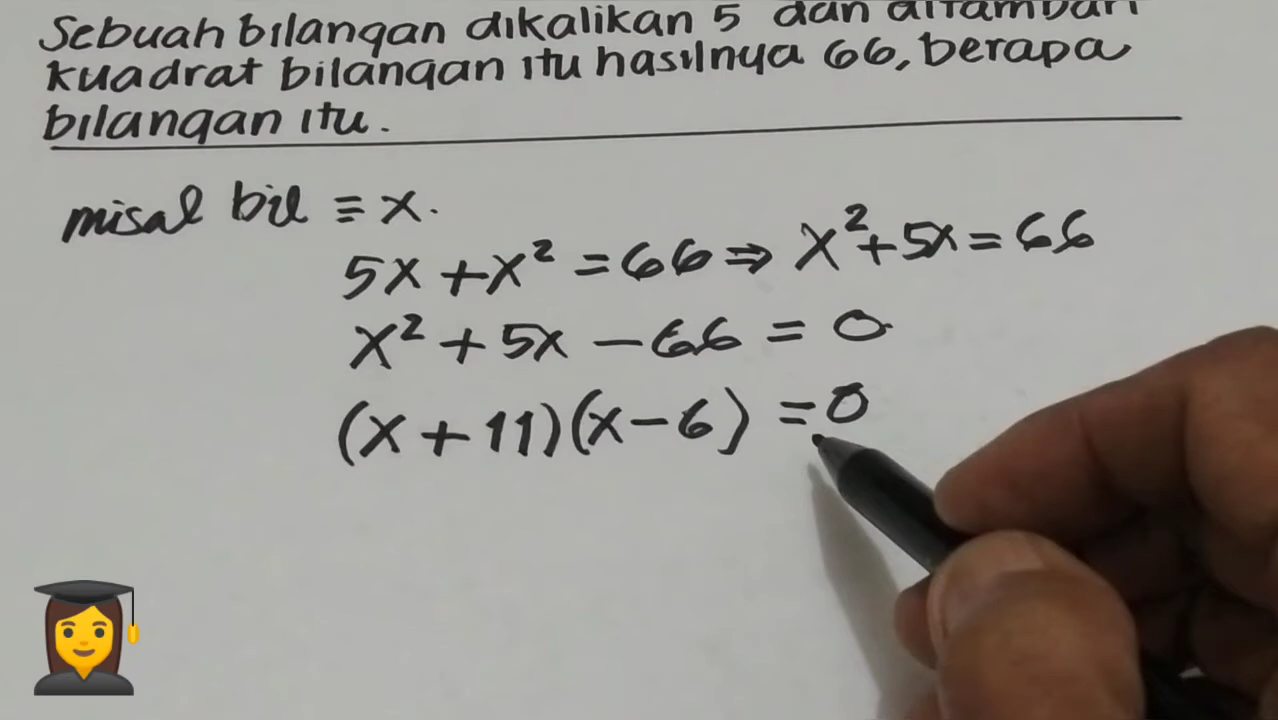 Sebuah bilangan dikalikan 5 dan ditambah
kuadrat bilangan itu hasilnya 66, berapa
bilangan itu.
misal bil ≡ x.
5x + x² = 66 ⇒ x² + 5x = 66
x² + 5x − 66 = 0
(x + 11)(x − 6) = 0